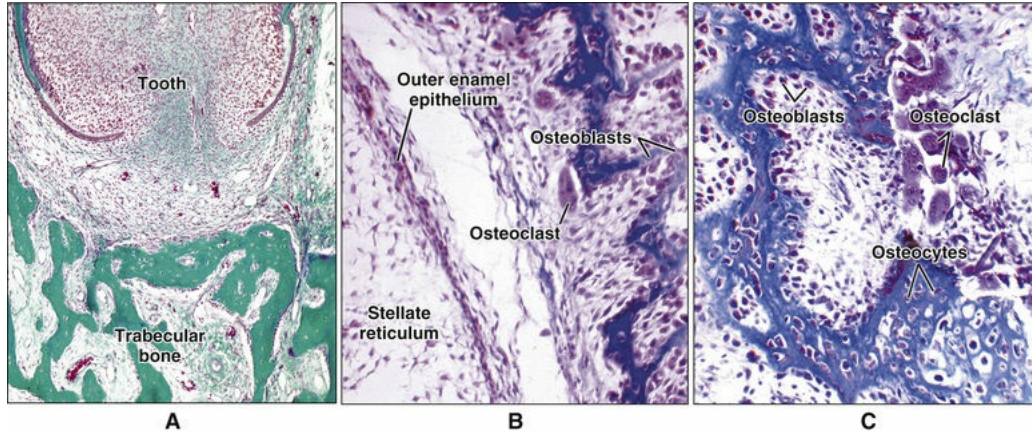 Tooth
Trabecular
bone
A
Outer enamel
epithelium
Osteoblasts
Osteoclast
Stellate
reticulum
B
Osteoblasts
Osteoclast
Osteocytes
C